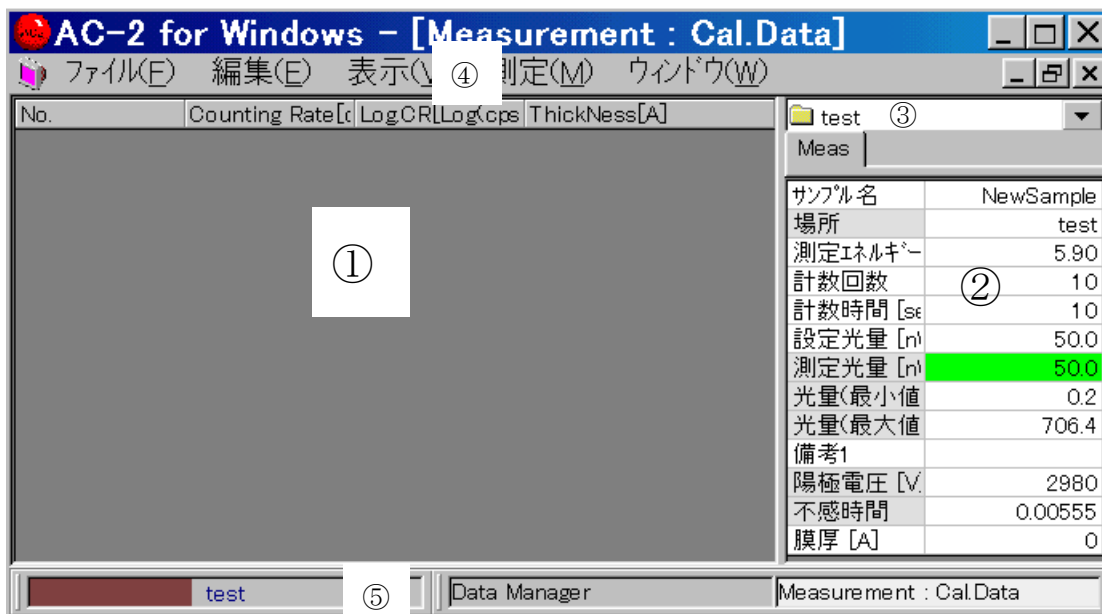 AC-2 for Windows - [Measurement : Cal.Data]
ファイル(F) 編集(E) 表示(V ④ 測定(M) ウィンドウ(W)
No. Counting Rate[c Log.CR[Log(cps ThickNess[A]
test ③
Meas
サンプル名 NewSample
場所 test
測定エネルギー 5.90
計数回数 10
計数時間 [se 10
設定光量 [n 50.0
測定光量 [n 50.0
光量(最小値 0.2
光量(最大値 706.4
備考1
陽極電圧 [V] 2980
不感時間 0.00555
膜厚 [A] 0
①
②
test ⑤ Data Manager Measurement : Cal.Data